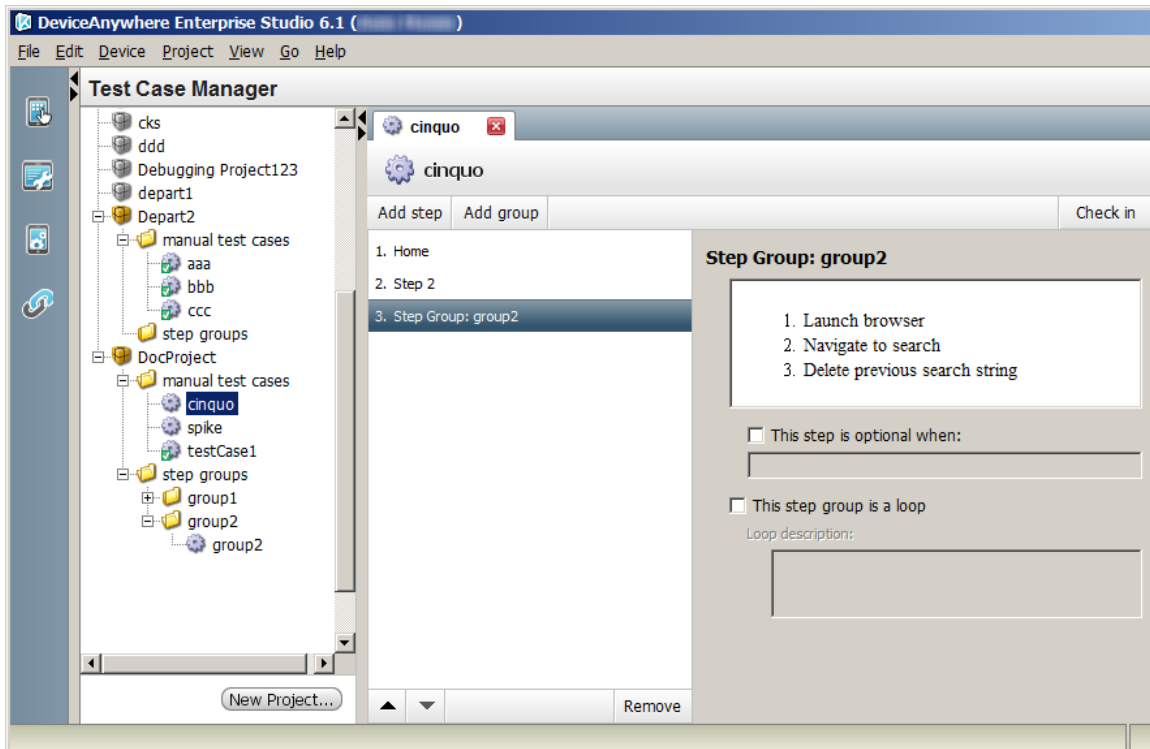 DeviceAnywhere Enterprise Studio 6.1 ( )
File Edit Device Project View Go Help
Test Case Manager
cks
ddd
Debugging Project123
depart1
Depart2
manual test cases
aaa
bbb
ccc
step groups
DocProject
manual test cases
cinquo
spike
testCase1
step groups
group1
group2
group2
New Project...
cinquo
cinquo
Add step Add group Check in
1. Home
2. Step 2
3. Step Group: group2
Remove
Step Group: group2
1. Launch browser
2. Navigate to search
3. Delete previous search string
This step is optional when:
This step group is a loop
Loop description: